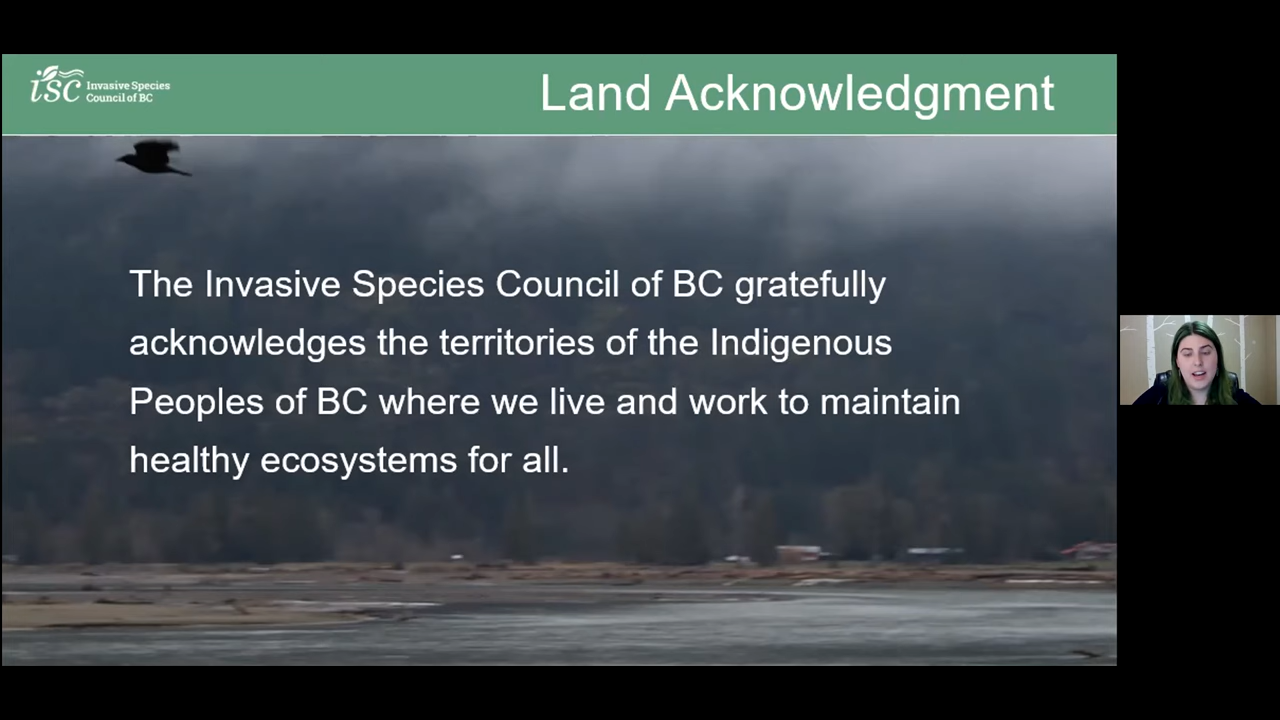 isc Invasive Species
Council of BC
Land Acknowledgment
The Invasive Species Council of BC gratefully
acknowledges the territories of the Indigenous
Peoples of BC where we live and work to maintain
healthy ecosystems for all.